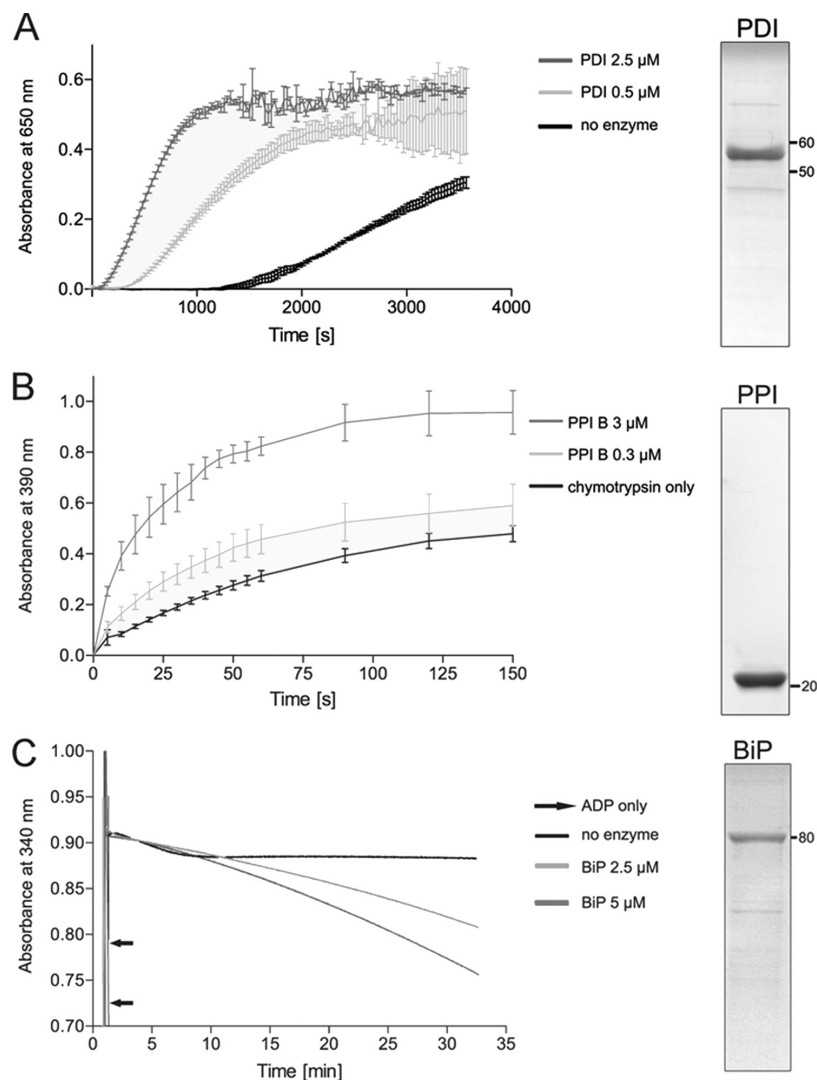 A
PDI
Absorbance at 650 nm
0.6
0.4
0.2
0.0
1000
2000
3000
4000
Time [s]
PDI 2.5 µM
PDI 0.5 µM
no enzyme
60
50
B
PPI
Absorbance at 390 nm
1.0
0.8
0.6
0.4
0.2
0.0
0
25
50
75
100
125
150
Time [s]
PPI B 3 µM
PPI B 0.3 µM
chymotrypsin only
20
C
BiP
Absorbance at 340 nm
1.00
0.95
0.90
0.85
0.80
0.75
0.70
0
5
10
15
20
25
30
35
Time [min]
ADP only
no enzyme
BiP 2.5 µM
BiP 5 µM
80